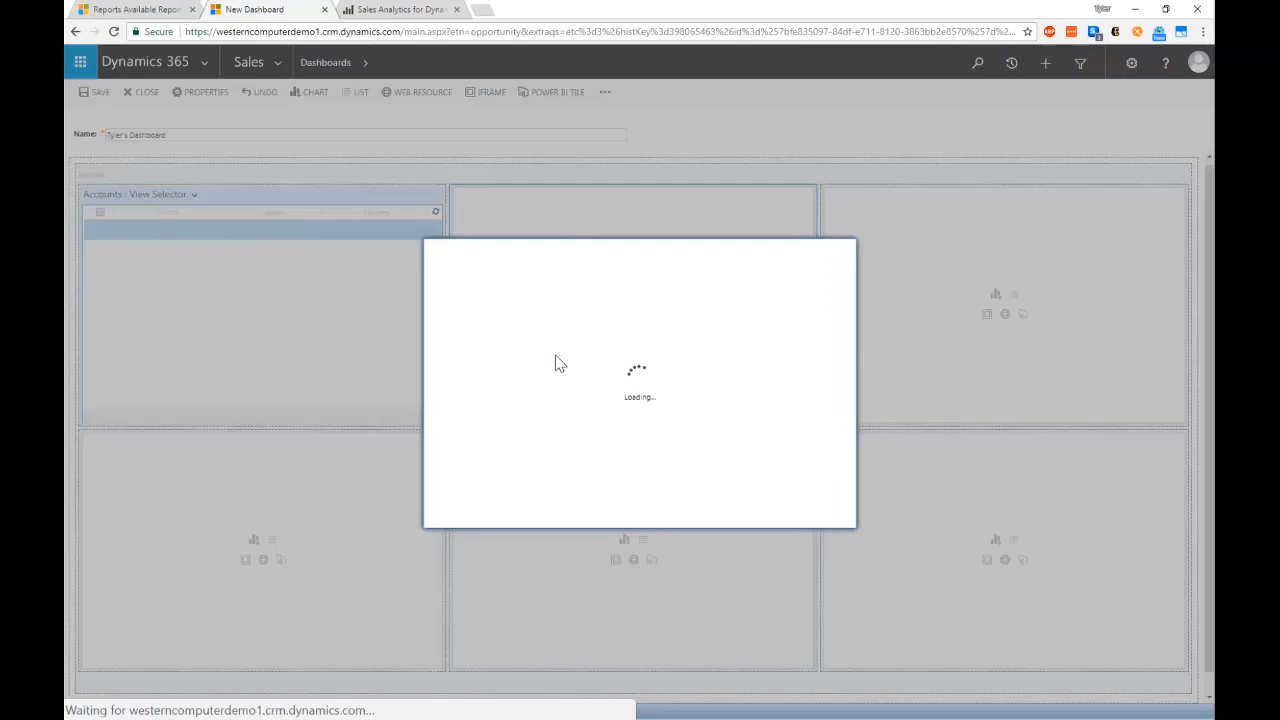 Reports Available Repor
New Dashboard
Sales Analytics for Dynam
Tyler
Secure
https://westerncomputerdemo1.crm.dynamics.com/main.aspx?etn=opportunity&extraqs=etc%3d3%26histKey%3d398065463%26id%3d%257bfe835097-84df-e711-8120-3863bb2e8570%257d%...
Dynamics 365
Sales
Dashboards
SAVE
CLOSE
PROPERTIES
UNDO
CHART
LIST
WEB RESOURCE
IFRAME
POWER BI TILE
Name: * Tyler's Dashboard
Accounts : View Selector
Loading...
Waiting for westerncomputerdemo1.crm.dynamics.com...